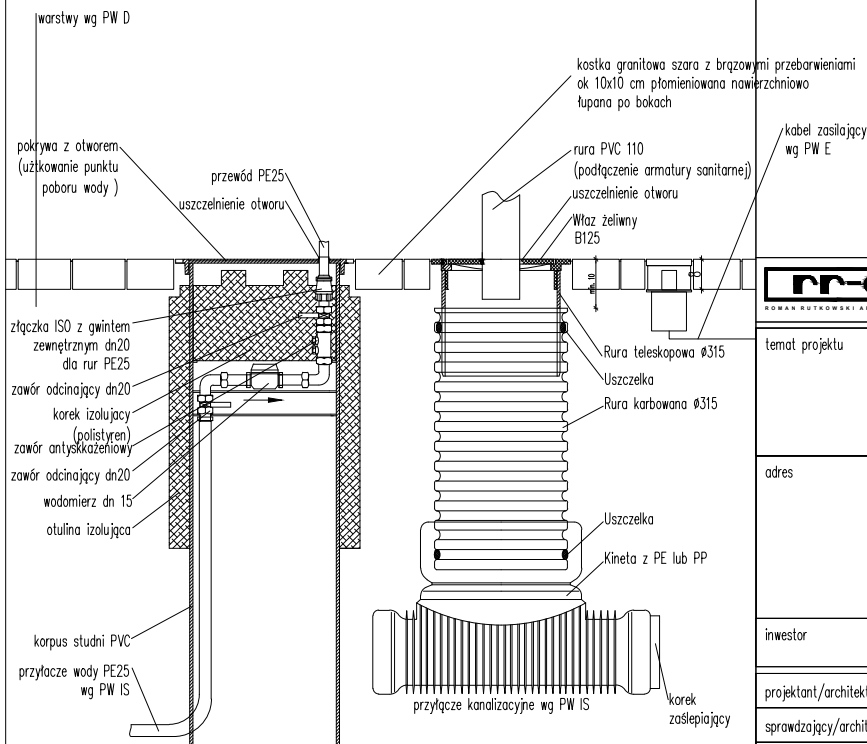 warstwy wg PW D
kostka granitowa szara z brązowymi przebarwieniami
ok 10x10 cm płomieniowana nawierzchniowo
łupana po bokach
kabel zasilający
wg PW E
pokrywa z otworem
(użtkowanie punktu
poboru wody )
przewód PE25
uszczelnienie otworu
rura PVC 110
(podłączenie armatury sanitarnej)
uszczelnienie otworu
Właz żeliwny
B125
min. 10
8
rr-
ROMAN RUTKOWSKI A
złączka ISO z gwintem
zewnętrznym dn20
dla rur PE25
zawór odcinający dn20
korek izolujacy
(polistyren)
zawór antyskkażeniowy
zawór odcinający dn20
wodomierz dn 15
otulina izolująca
Rura teleskopowa ø315
Uszczelka
Rura karbowana ø315
Uszczelka
Kineta z PE lub PP
korpus studni PVC
przyłacze wody PE25
wg PW IS
przyłącze kanalizacyjne wg PW IS
korek
zaślepiający
temat projektu
adres
inwestor
projektant/architekt
sprawdzający/archit